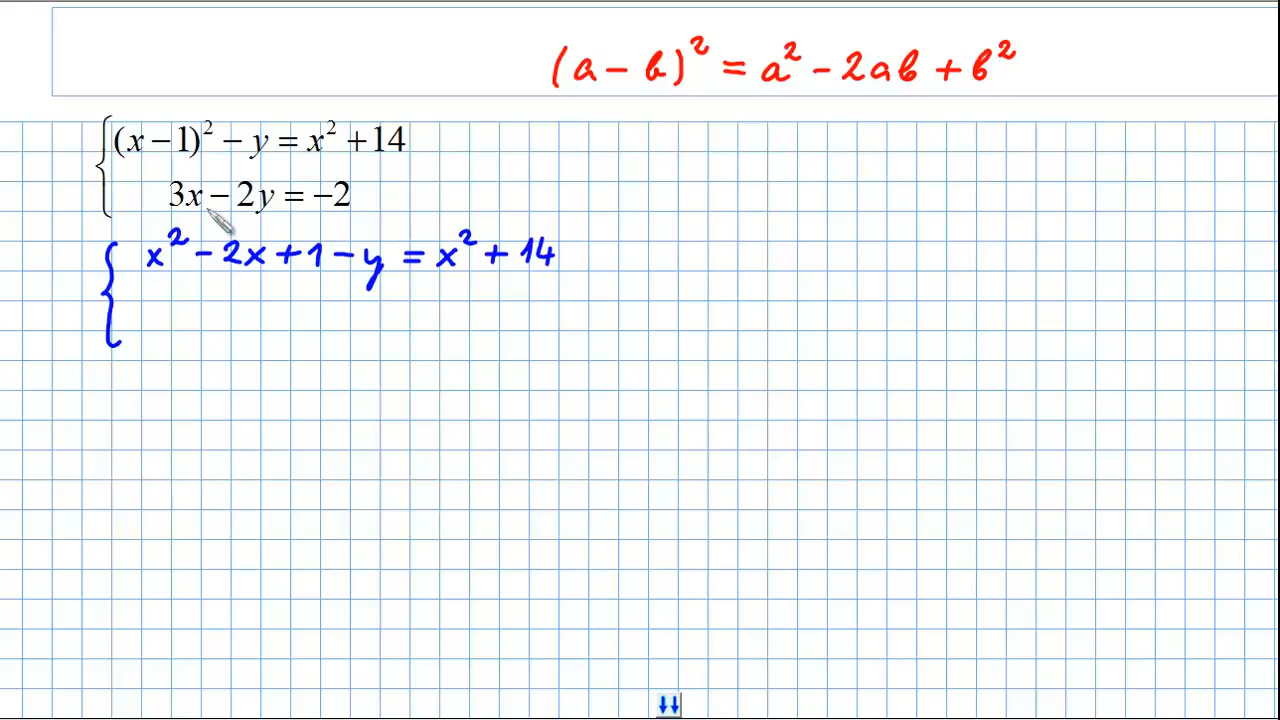 (a - b)² = a² - 2ab + b²
(x − 1)² − y = x² + 14
3x − 2y = −2
x² - 2x + 1 - y = x² + 14